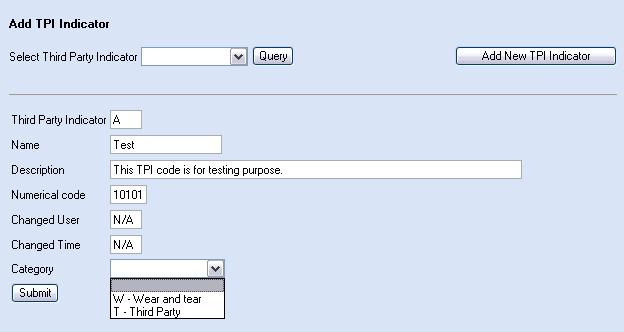 Add TPI Indicator
Select Third Party Indicator Query Add New TPI Indicator
Third Party Indicator A
Name Test
Description This TPI code is for testing purpose.
Numerical code 10101
Changed User N/A
Changed Time N/A
Category
Submit
W - Wear and tear
T - Third Party